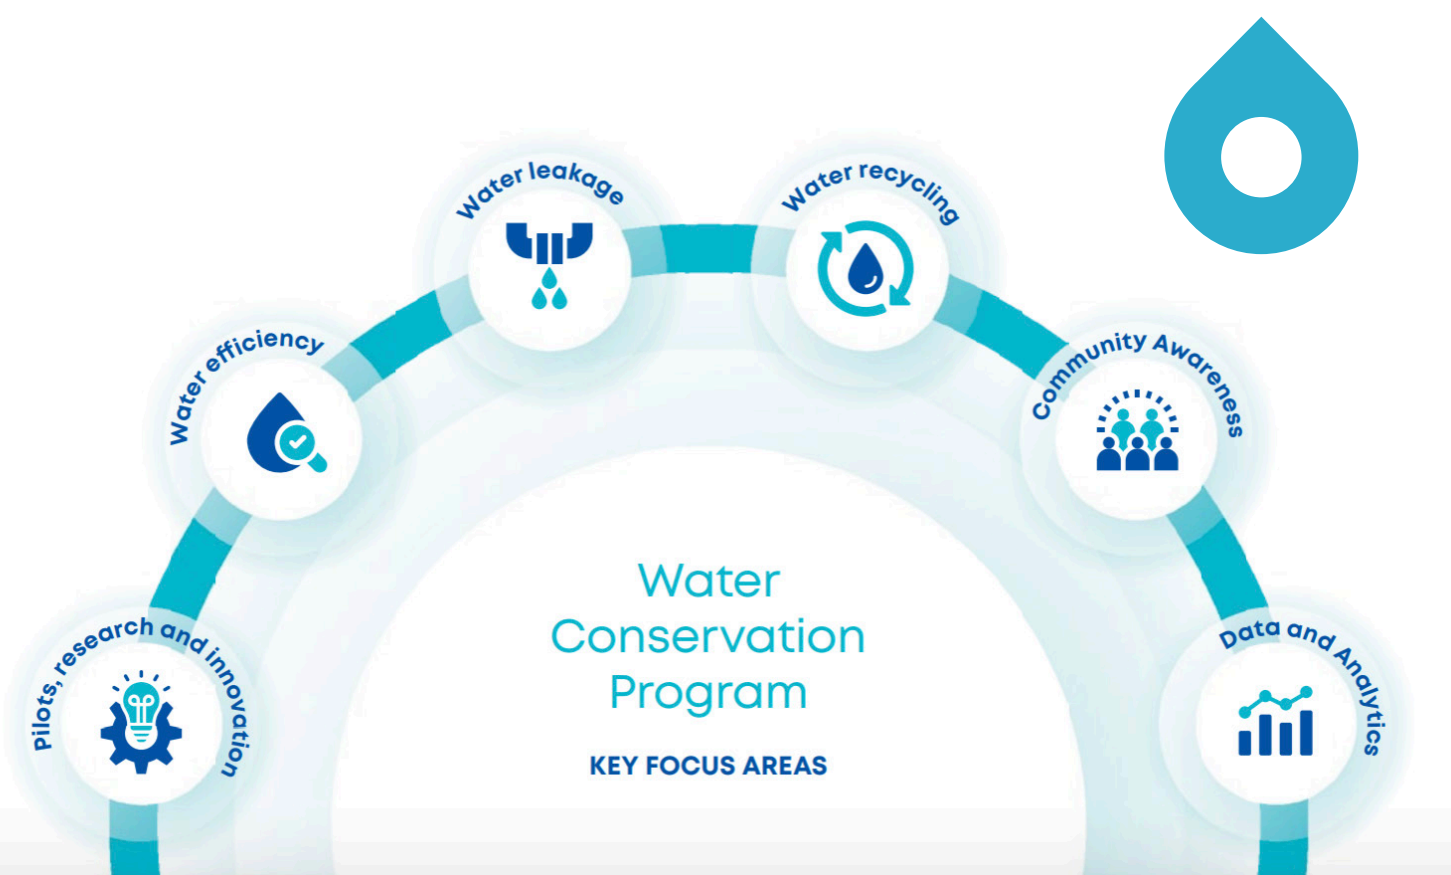 Pilots, research and innovation
Water efficiency
Water leakage
Water recycling
Community Awareness
Data and Analytics
Water
Conservation
Program
KEY FOCUS AREAS